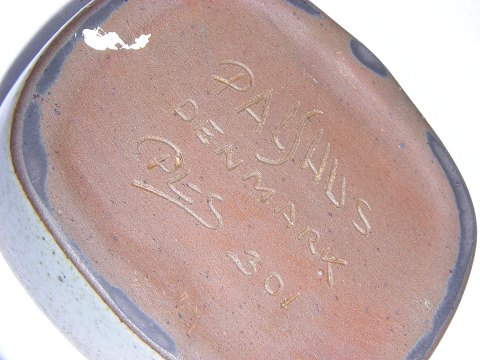 PALSHUS
DENMARK
PLS
301